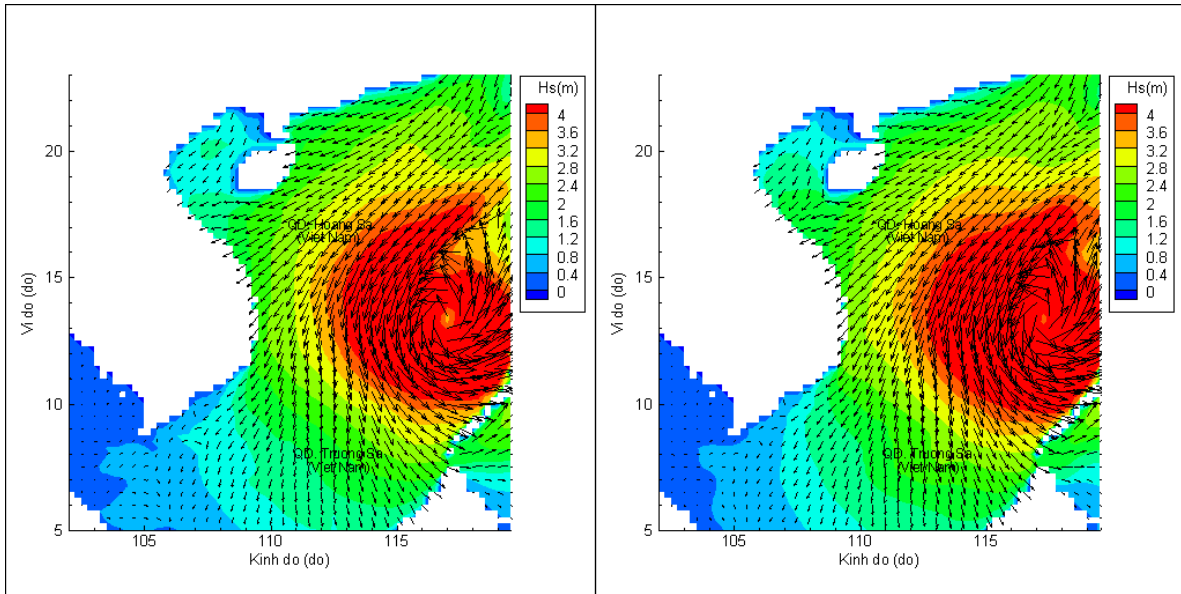 Hs(m)
4
3.6
3.2
2.8
2.4
2
1.6
1.2
0.8
0.4
0
20
15
10
5
Vi do (do)
QD. Hoang Sa
(Viet Nam)
QD. Truong Sa
(Viet Nam)
105
110
115
Kinh do (do)
Hs(m)
4
3.6
3.2
2.8
2.4
2
1.6
1.2
0.8
0.4
0
20
15
10
5
Vi do (do)
QD. Hoang Sa
(Viet Nam)
QD. Truong Sa
(Viet Nam)
105
110
115
Kinh do (do)